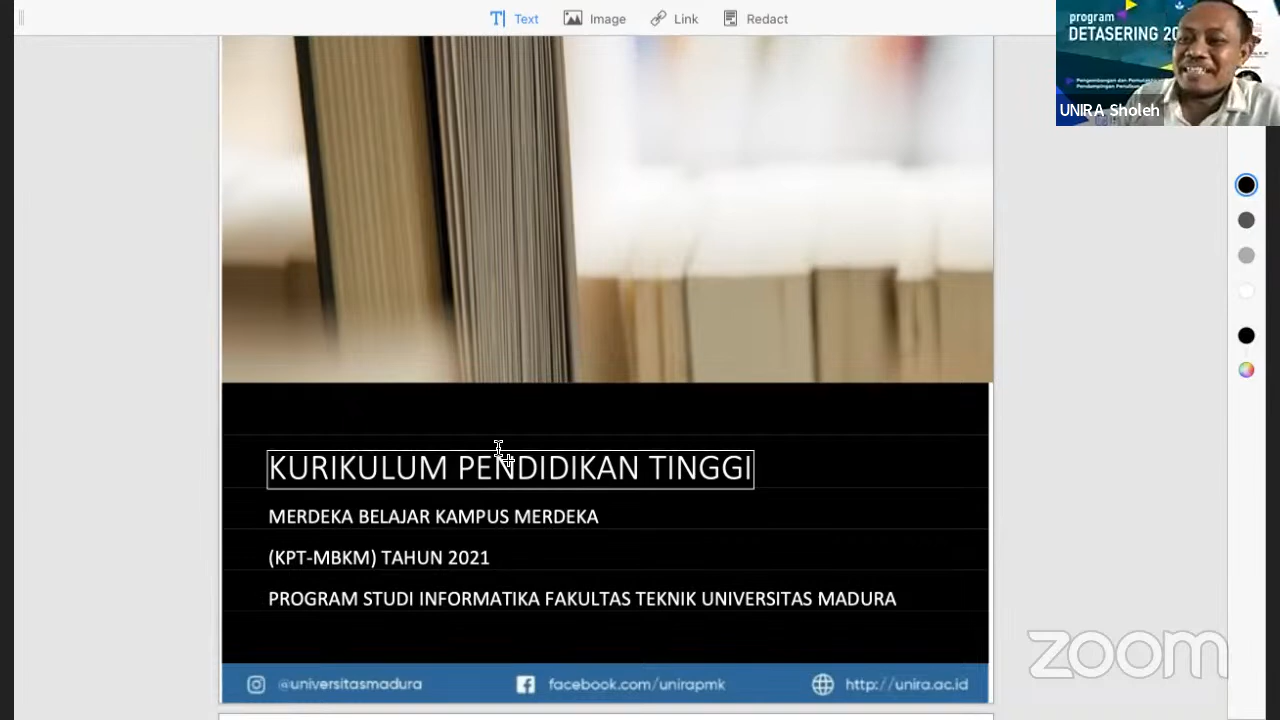 Text
Image
Link
Redact
program
DETASERING 20
UNIRA Sholeh
KURIKULUM PENDIDIKAN TINGGI
MERDEKA BELAJAR KAMPUS MERDEKA
(KPT-MBKM) TAHUN 2021
PROGRAM STUDI INFORMATIKA FAKULTAS TEKNIK UNIVERSITAS MADURA
@universitasmadura
facebook.com/unirapmk
http://unira.ac.id
zoom